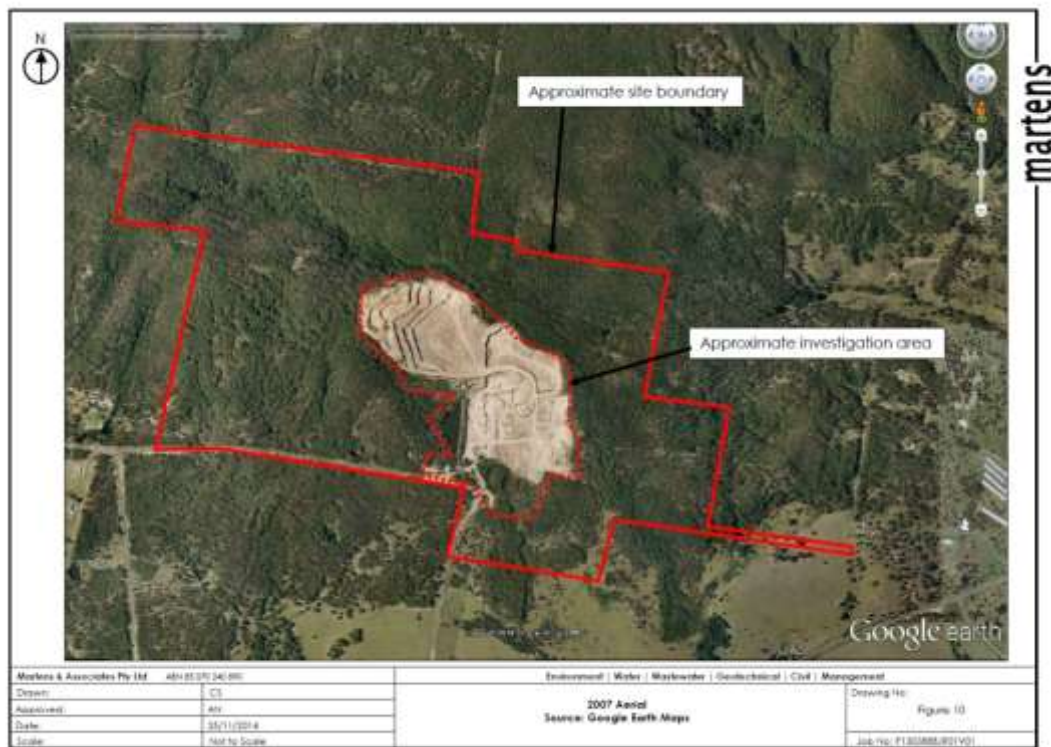 N
Approximate site boundary
martens
Approximate investigation area
Google earth
Martens & Associates Pty Ltd
Environment | Water | Wastewater | Geotechnical | Civil | Management
Drawn:
CS
Approved:
Date:
25/11/2014
Scale:
Not to Scale
2007 Aerial
Source: Google Earth Maps
Drawing No:
Figure 10
Job No: